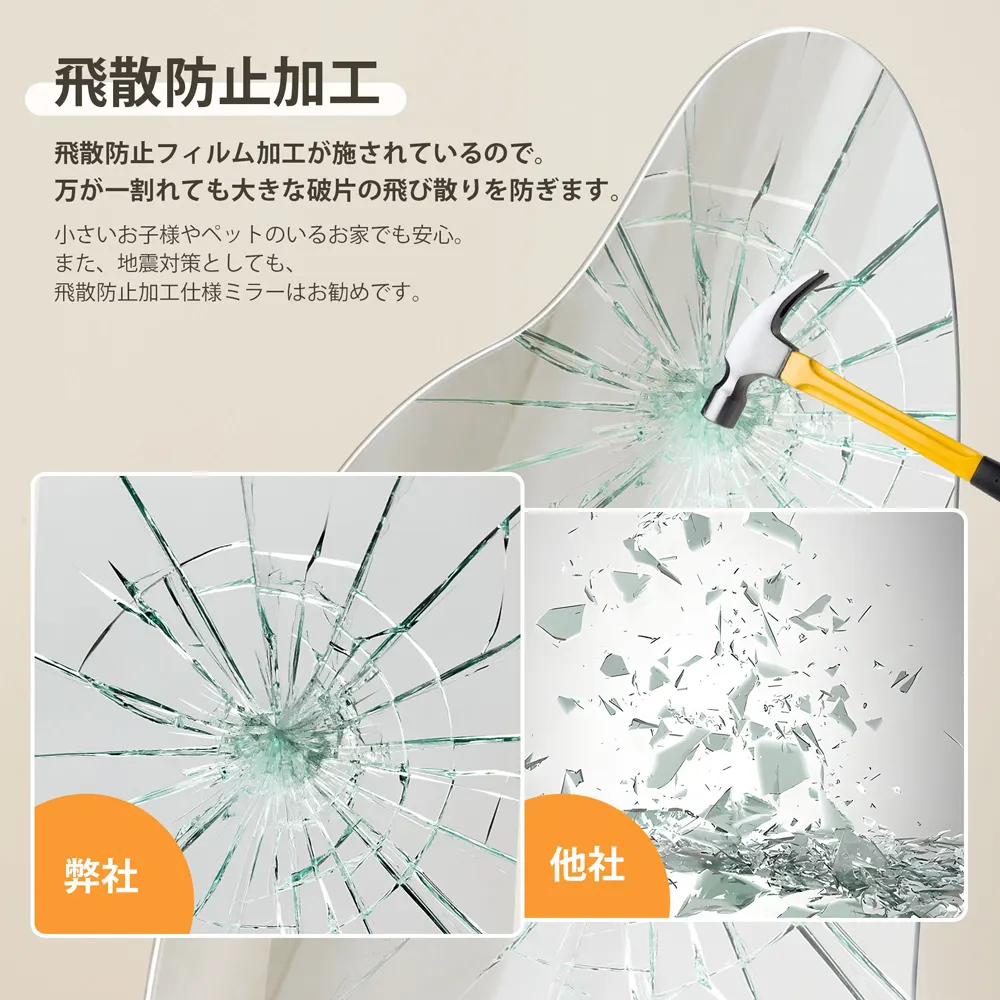 飛散防止加工
飛散防止フィルム加工が施されているので。
万が一割れても大きな破片の飛び散りを防ぎます。
小さいお子様やペットのいるお家でも安心。
また、地震対策としても、
飛散防止加工仕様ミラーはお勧めです。
弊社
他社